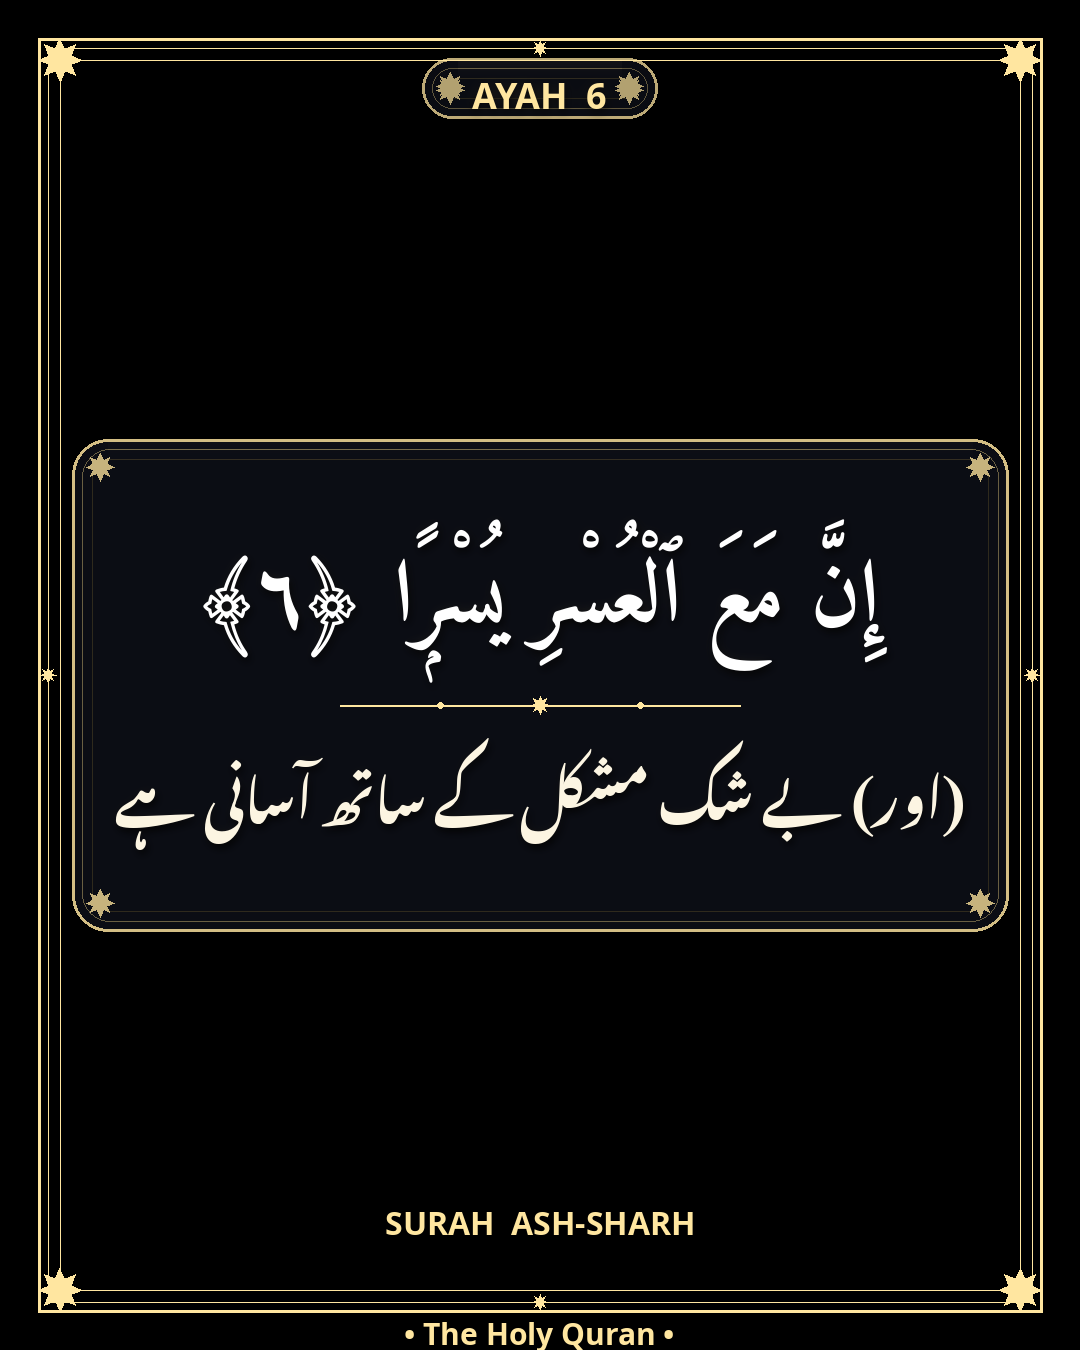 AYAH 6
إِنَّ مَعَ ٱلْعُسْرِ يُسْرًۭا ﴿٦﴾
(اور) بے شک مشکل کے ساتھ آسانی ہے
SURAH ASH-SHARH
• The Holy Quran •